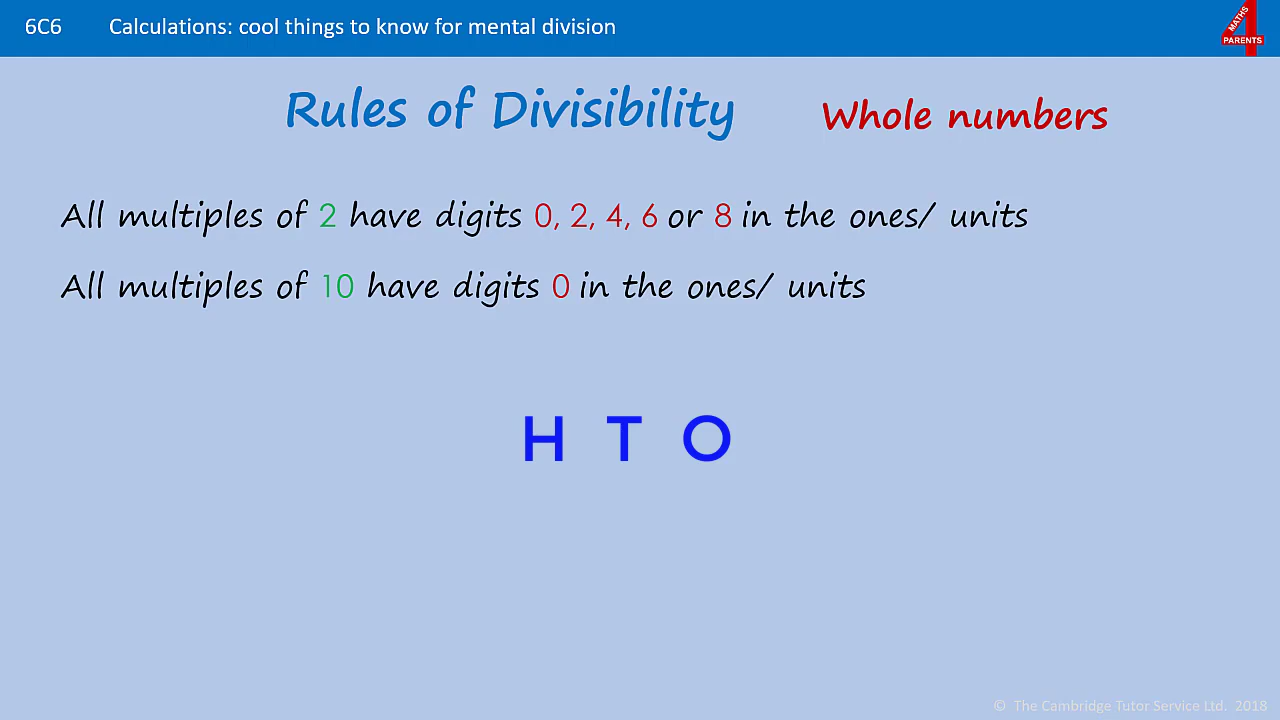 6C6 Calculations: cool things to know for mental division
MATHS
4
PARENTS
Rules of Divisibility Whole numbers
All multiples of 2 have digits 0, 2, 4, 6 or 8 in the ones/ units
All multiples of 10 have digits 0 in the ones/ units
H T O
© The Cambridge Tutor Service Ltd. 2018